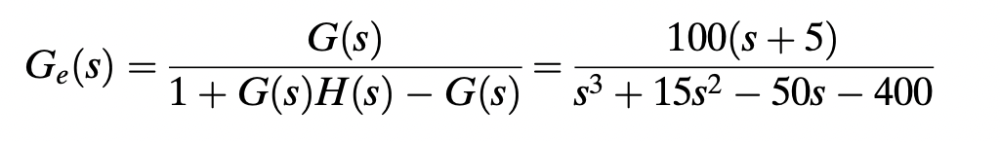 Gₑ(s) = G(s) / (1 + G(s)H(s) − G(s)) = 100(s + 5) / (s³ + 15s² − 50s − 400)